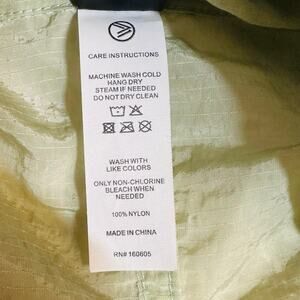 CARE INSTRUCTIONS
MACHINE WASH COLD
HANG DRY
STEAM IF NEEDED
DO NOT DRY CLEAN
WASH WITH
LIKE COLORS
ONLY NON-CHLORINE
BLEACH WHEN
NEEDED
100% NYLON
MADE IN CHINA
RN# 160605